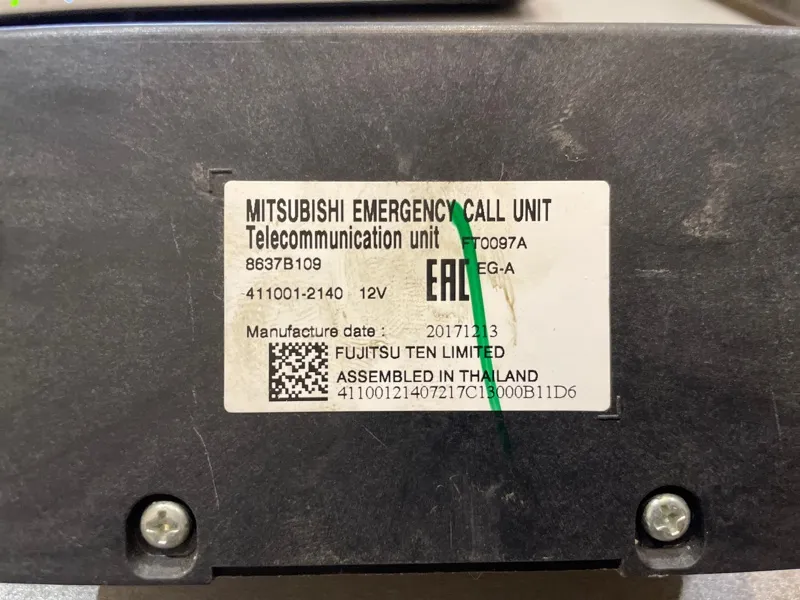 MITSUBISHI EMERGENCY CALL UNIT
Telecommunication unit FT0097A
8637B109
EAC EG-A
411001-2140 12V
Manufacture date : 20171213
FUJITSU TEN LIMITED
ASSEMBLED IN THAILAND
41100121407217C13000B11D6